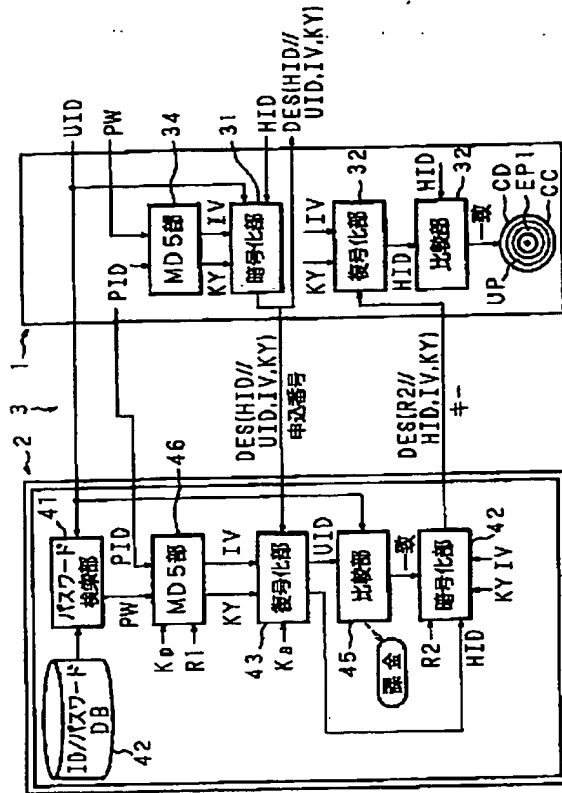 2
3
1
ID/パスワード
DB
42
41
パスワード
検索部
UID
PW
PID
PW
PID
46
MD5部
Kp
R1
KY
IV
MD5部
34
KY
IV
43
復号化部
Ka
UID
暗号化部
31
HID
DES(HID//
UID,IV,KY)
DES(HID//
UID,IV,KY)
申込番号
45
比較部
課金
一致
R2
暗号化部
42
HID
KY
IV
DES(R2//
HID,IV,KY)
キー
KY
IV
復号化部
32
HID
HID
比較部
32
一致
UP
CD
EP1
CC